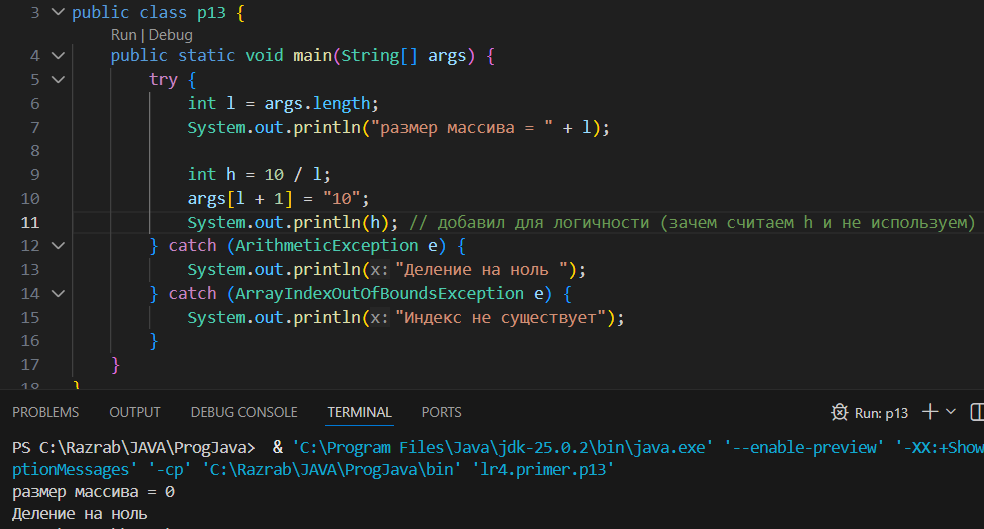 3 public class p13 {
Run | Debug
4 public static void main(String[] args) {
5 try {
6 int l = args.length;
7 System.out.println("размер массива = " + l);
8
9 int h = 10 / l;
10 args[l + 1] = "10";
11 System.out.println(h); // добавил для логичности (зачем считаем h и не используем)
12 } catch (ArithmeticException e) {
13 System.out.println(x: "Деление на ноль ");
14 } catch (ArrayIndexOutOfBoundsException e) {
15 System.out.println(x: "Индекс не существует");
16 }
17 }
18 }
PROBLEMS OUTPUT DEBUG CONSOLE TERMINAL PORTS Run: p13
PS C:\Razrab\JAVA\ProgJava> & 'C:\Program Files\Java\jdk-25.0.2\bin\java.exe' '--enable-preview' '-XX:+Show
ptionMessages' '-cp' 'C:\Razrab\JAVA\ProgJava\bin' 'lr4.primer.p13'
размер массива = 0
Деление на ноль